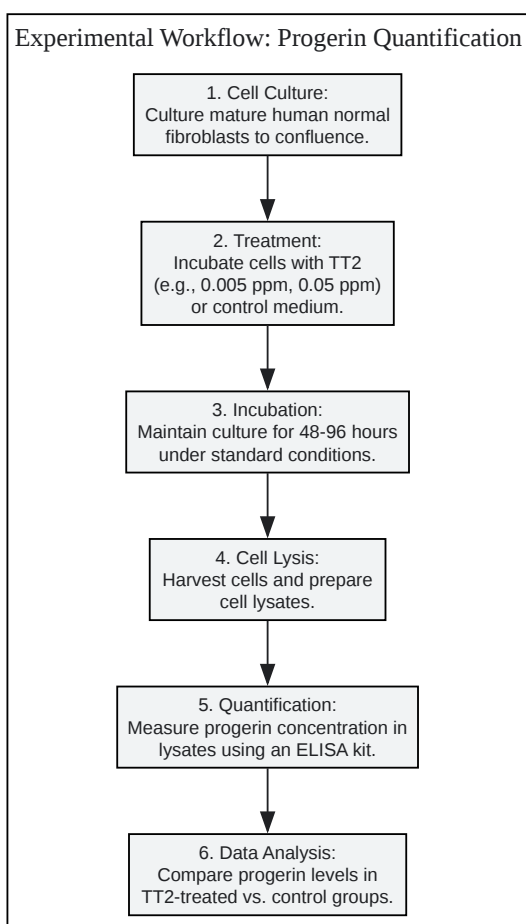 Experimental Workflow: Progerin Quantification
1. Cell Culture:
Culture mature human normal
fibroblasts to confluence.
2. Treatment:
Incubate cells with TT2
(e.g., 0.005 ppm, 0.05 ppm)
or control medium.
3. Incubation:
Maintain culture for 48-96 hours
under standard conditions.
4. Cell Lysis:
Harvest cells and prepare
cell lysates.
5. Quantification:
Measure progerin concentration in
lysates using an ELISA kit.
6. Data Analysis:
Compare progerin levels in
TT2-treated vs. control groups.